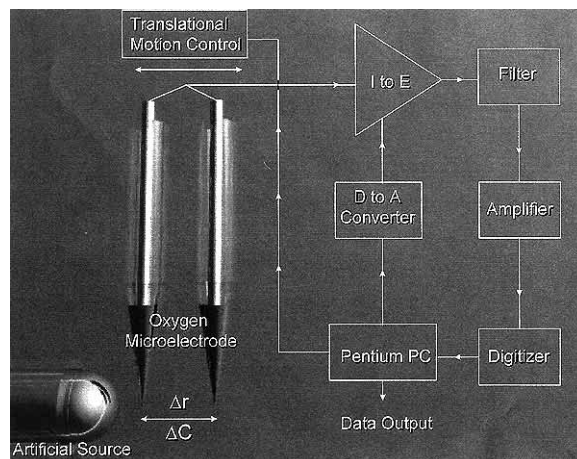 Translational
Motion Control
I to E
Filter
D to A
Converter
Amplifier
Oxygen
Microelectrode
Pentium PC
Digitizer
Δr
ΔC
Data Output
Artificial Source